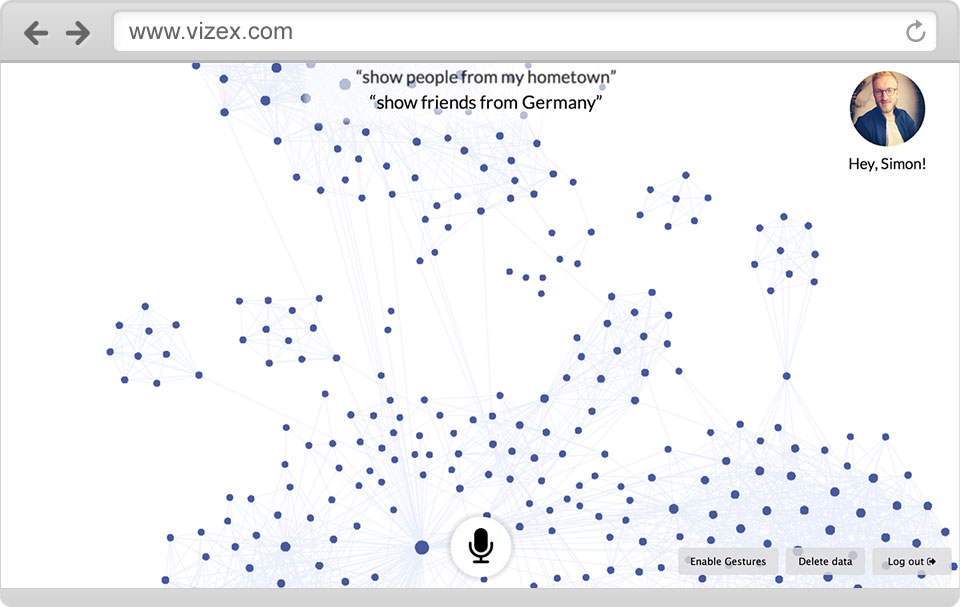 www.vizex.com
“show people from my hometown”
“show friends from Germany”
Hey, Simon!
Enable Gestures
Delete data
Log out